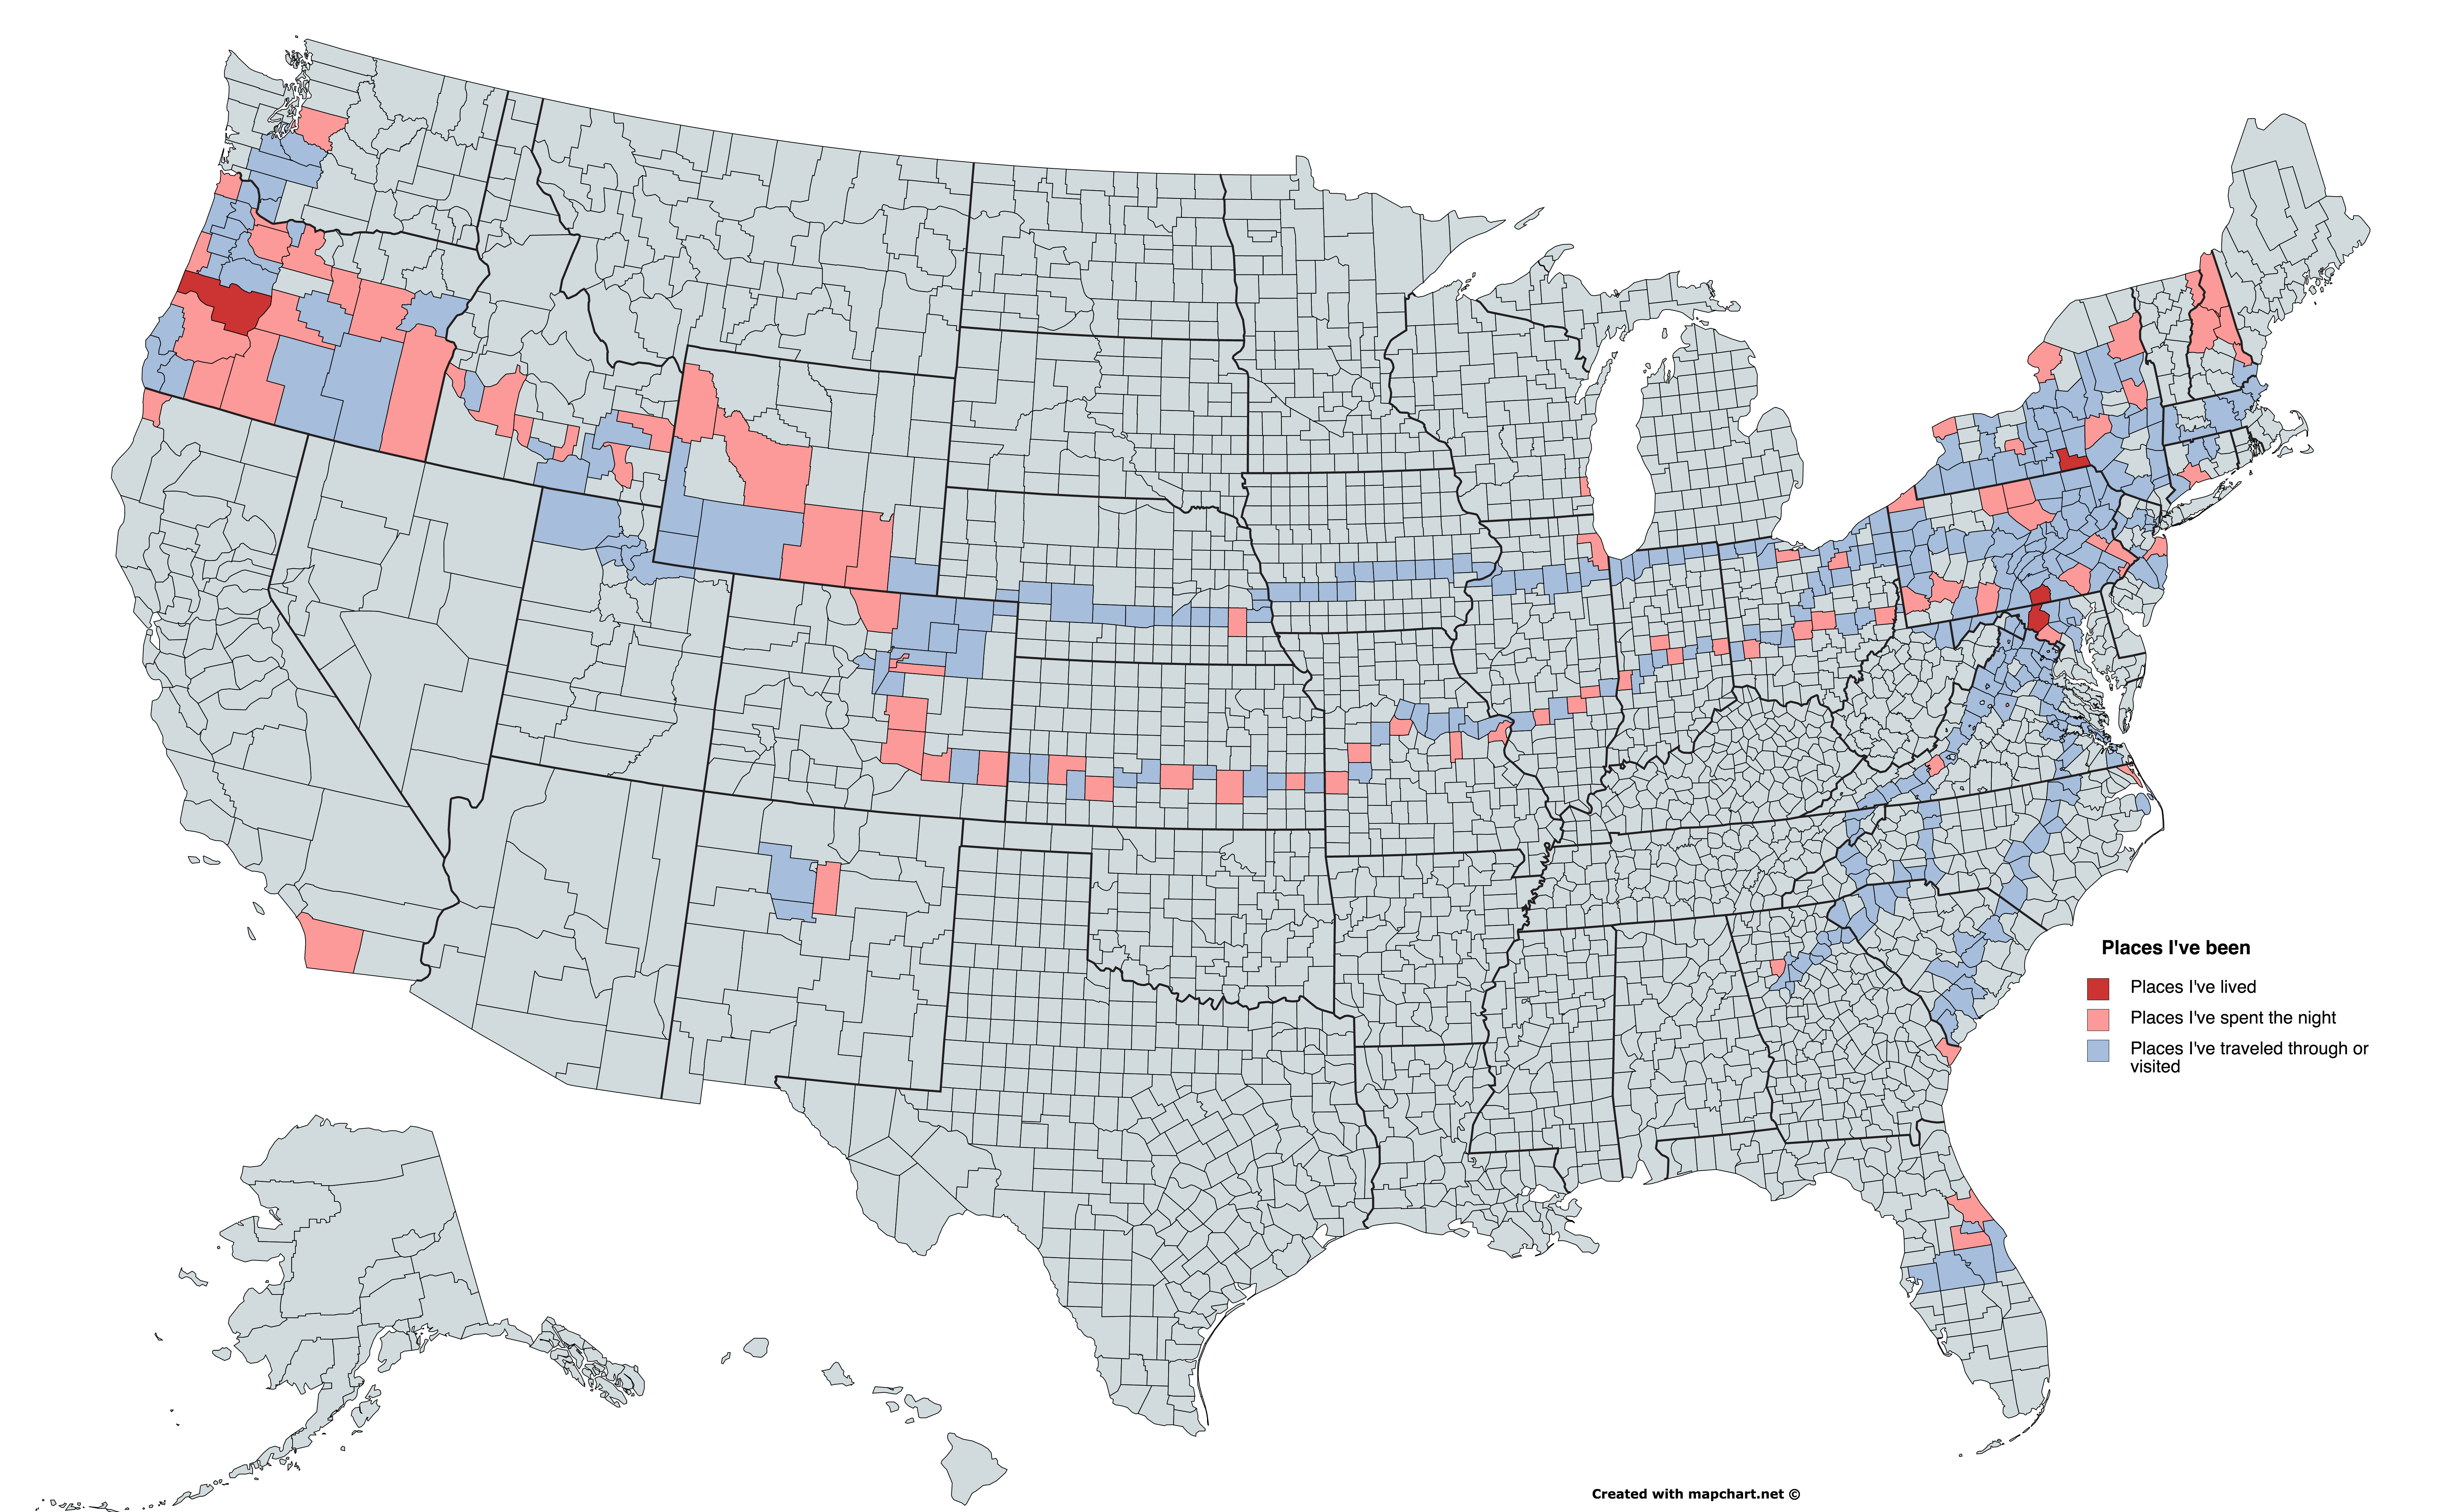 Places I've been
Places I've lived
Places I've spent the night
Places I've traveled through or
visited
Created with mapchart.net ©